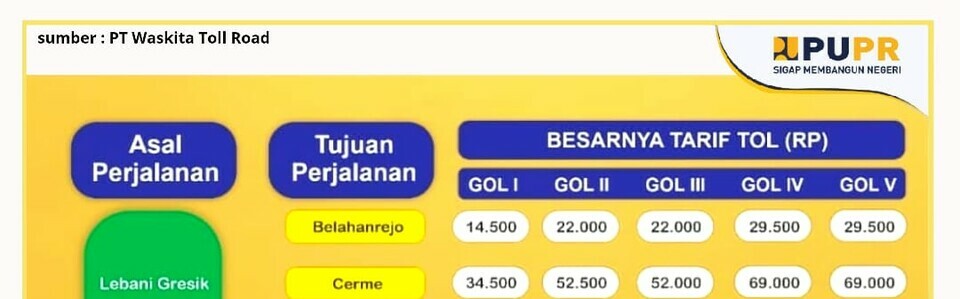 sumber : PT Waskita Toll Road
PUPR
SIGAP MEMBANGUN NEGERI
Asal
Perjalanan
Tujuan
Perjalanan
BESARNYA TARIF TOL (RP)
GOL I GOL II GOL III GOL IV GOL V
Belahanrejo 14.500 22.000 22.000 29.500 29.500
Lebani Gresik Cerme 34.500 52.500 52.000 69.000 69.000